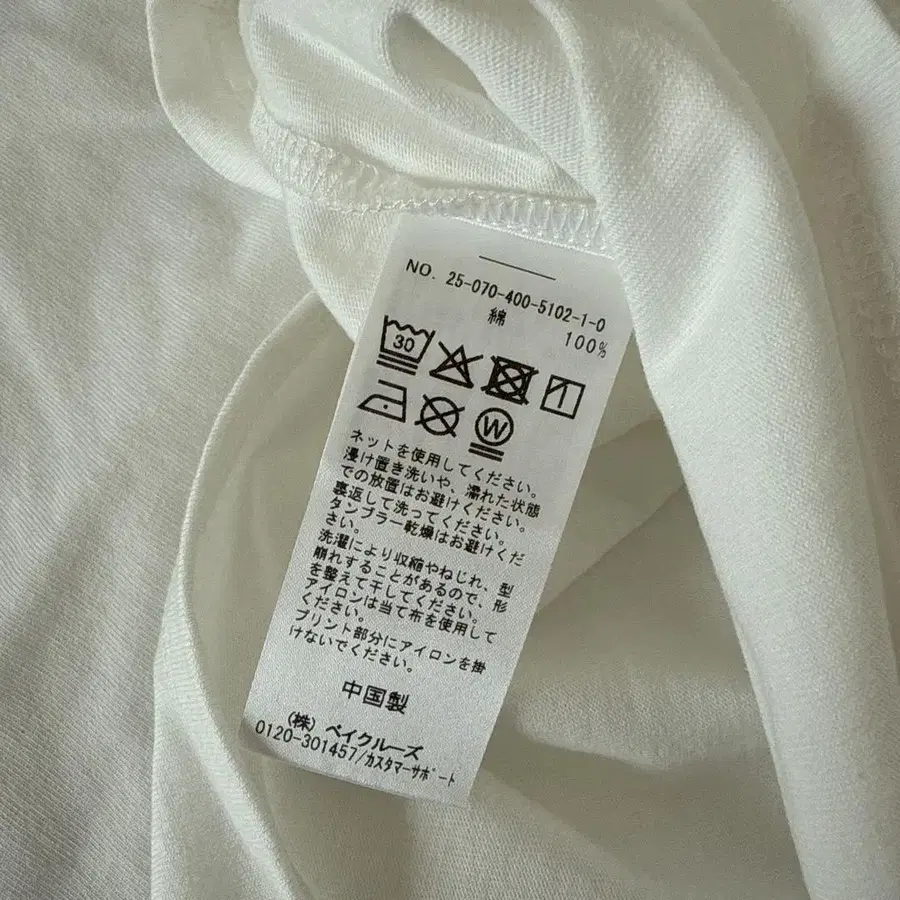 NO. 25-070-400-5102-1-0
綿 100%
30
W
ネットを使用してください。
浸け置き洗いや、濡れた状態
での放置はお避けください。
裏返して洗ってください。
タンブラー乾燥はお避けくだ
さい。
洗濯により収縮やねじれ、型
崩れすることがあるので、形
を整えて干してください。
アイロンは当て布を使用して
ください。
プリント部分にアイロンを掛
けないでください。
中国製
(株) ベイクルーズ
0120-301457/カスタマーサポート